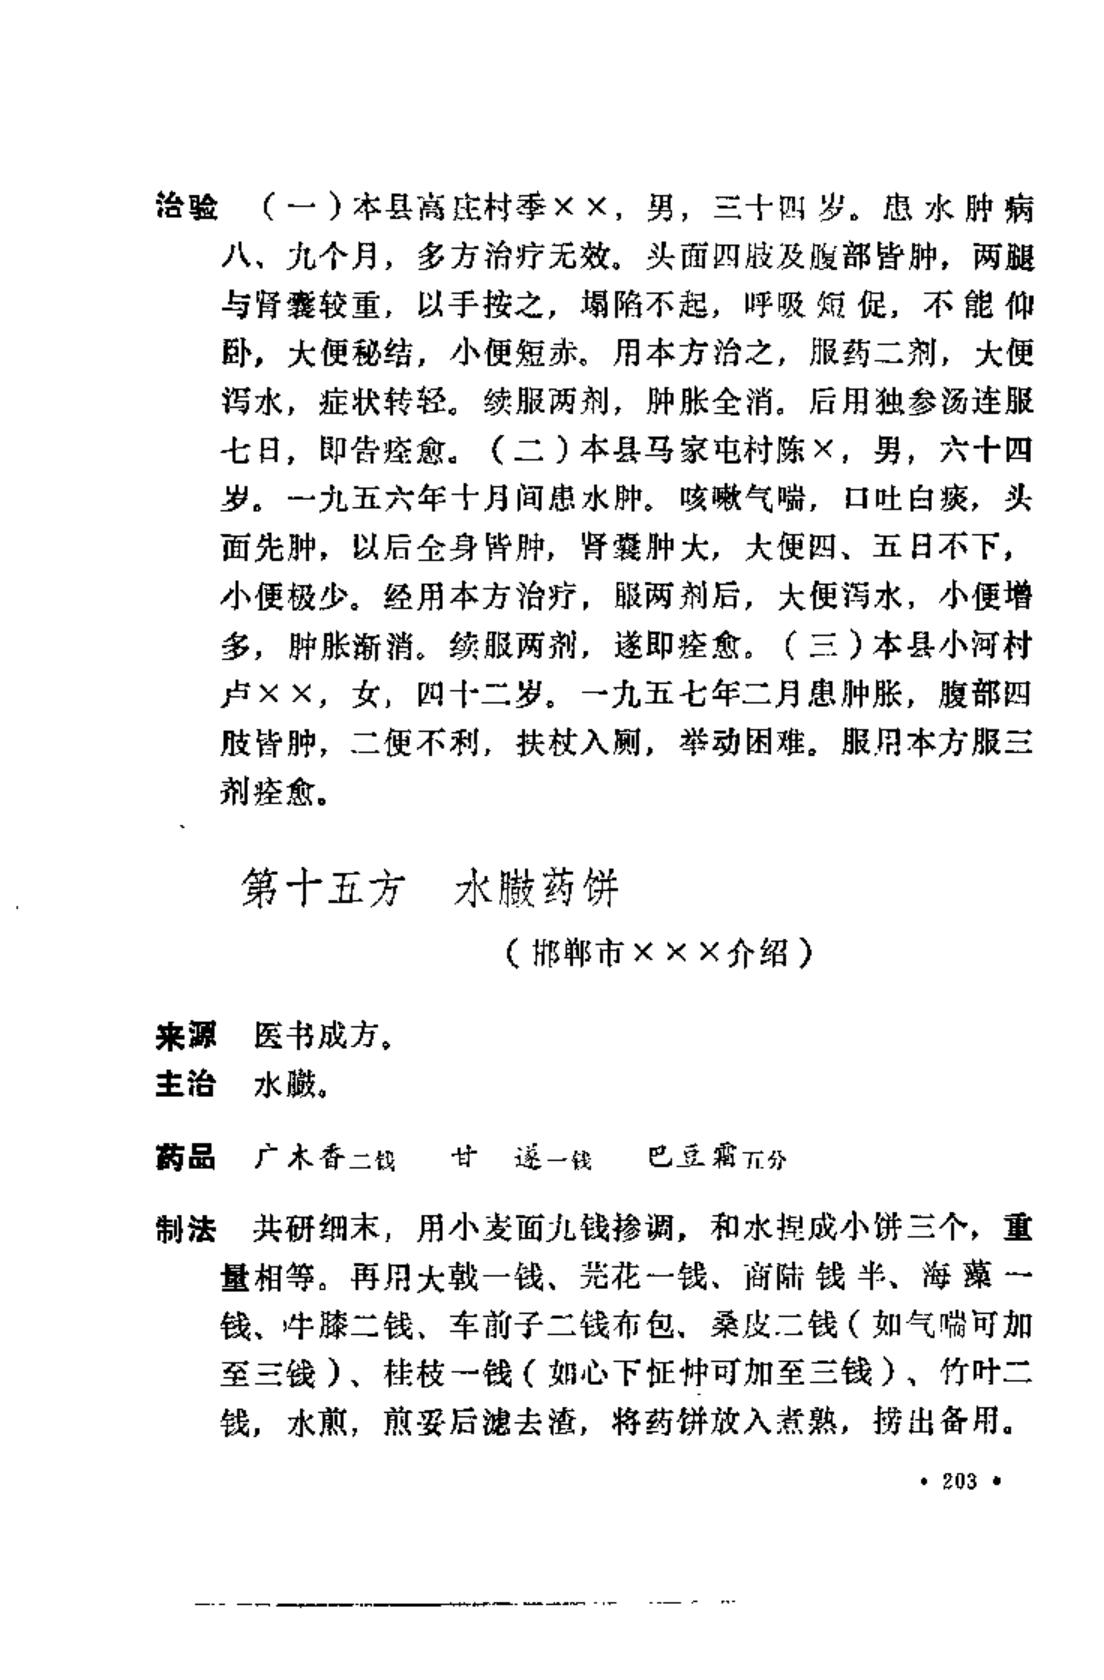 治验 （一）本县高庄村季××，男，三十四岁。患水肿病
八、九个月，多方治疗无效。头面四肢及腹部皆肿，两腿
与肾囊较重，以手按之，塌陷不起，呼吸短促，不能仰
卧，大便秘结，小便短赤。用本方治之，服药二剂，大便
泻水，症状转轻。续服两剂，肿胀全消。后用独参汤连服
七日，即告痊愈。（二）本县马家屯村陈×，男，六十四
岁。一九五六年十月间患水肿。咳嗽气喘，口吐白痰，头
面先肿，以后全身皆肿，肾囊肿大，大便四、五日不下，
小便极少。经用本方治疗，服两剂后，大便泻水，小便增
多，肿胀渐消。续服两剂，遂即痊愈。（三）本县小河村
卢××，女，四十二岁。一九五七年二月患肿胀，腹部四
肢皆肿，二便不利，扶杖入厕，举动困难。服用本方服三
剂痊愈。
第十五方 水臌药饼
（邯郸市×××介绍）
来源 医书成方。
主治 水臌。
药品 广木香二钱 甘 遂一钱 巴豆霜五分
制法 共研细末，用小麦面九钱掺调，和水捏成小饼三个，重
量相等。再用大戟一钱、芫花一钱、商陆钱半、海藻一
钱、牛膝二钱、车前子二钱布包、桑皮二钱（如气喘可加
至三钱）、桂枝一钱（如心下怔忡可加至三钱）、竹叶二
钱，水煎，煎妥后滤去渣，将药饼放入煮熟，捞出备用。
• 203 •